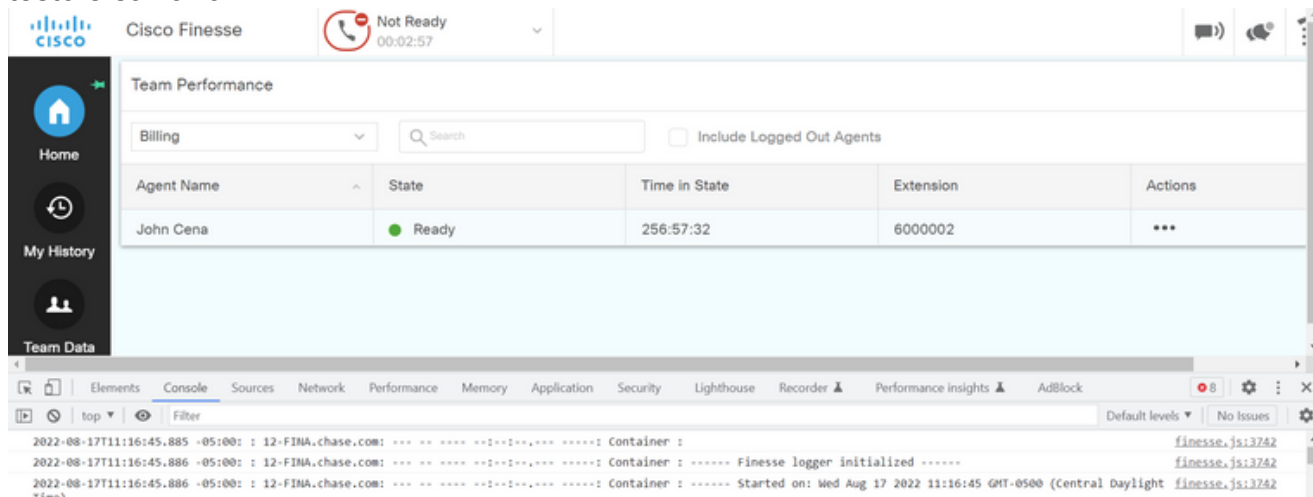 CISCO
Cisco Finesse
Not Ready
00:02:57
Home
My History
Team Data
Team Performance
Billing
Search
Include Logged Out Agents
Agent Name State Time in State Extension Actions
John Cena Ready 256:57:32 6000002 •••
Elements Console Sources Network Performance Memory Application Security Lighthouse Recorder Performance insights AdBlock 8
top Filter Default levels No Issues
2022-08-17T11:16:45.885 -05:00: : 12-FINA.chase.com: --- -- ---- --:--:--.--- -----: Container : finesse.js:3742
2022-08-17T11:16:45.886 -05:00: : 12-FINA.chase.com: --- -- ---- --:--:--.--- -----: Container : ------ Finesse logger initialized ------ finesse.js:3742
2022-08-17T11:16:45.886 -05:00: : 12-FINA.chase.com: --- -- ---- --:--:--.--- -----: Container : ------ Started on: Wed Aug 17 2022 11:16:45 GMT-0500 (Central Daylight finesse.js:3742